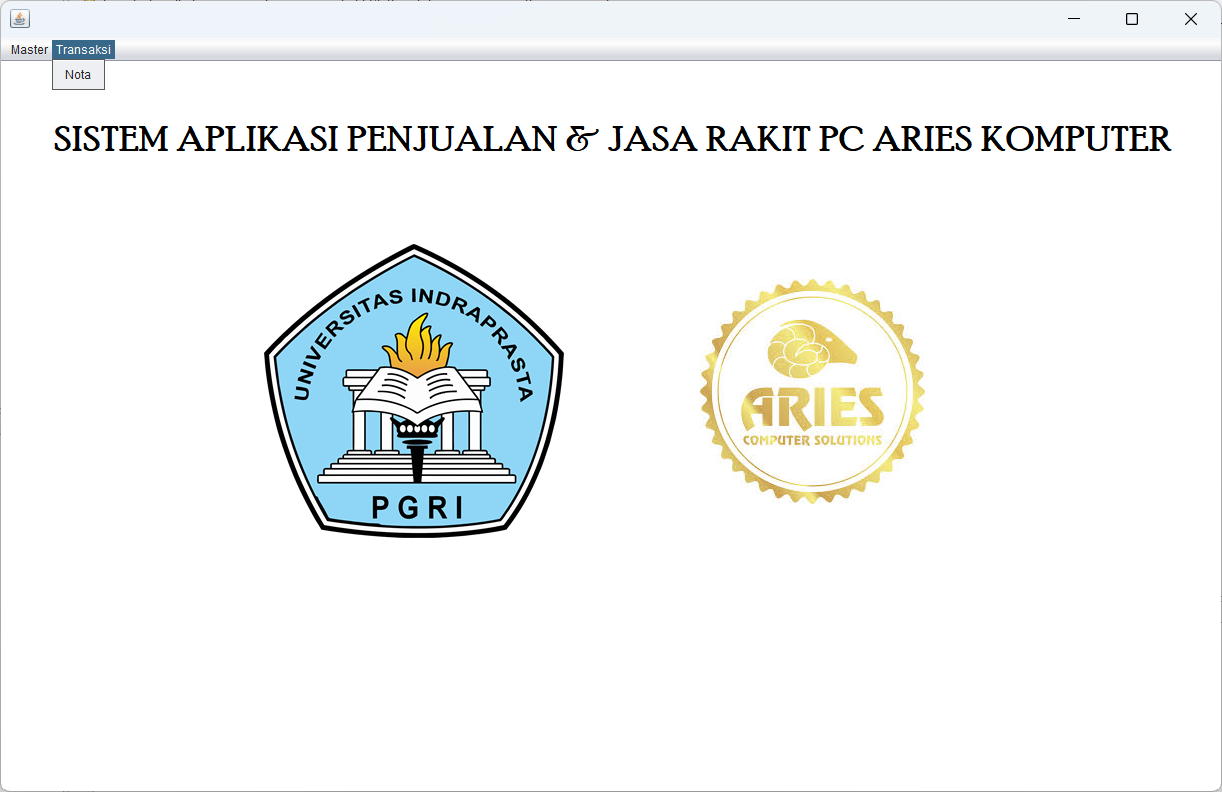 Master Transaksi
Nota
SISTEM APLIKASI PENJUALAN & JASA RAKIT PC ARIES KOMPUTER
UNIVERSITAS INDRAPRASTA
PGRI
ARIES
COMPUTER SOLUTIONS